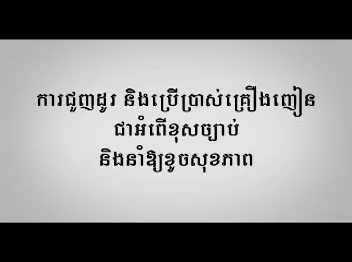 ការជួញដូរ និងប្រើប្រាស់គ្រឿងញៀន
ជាអំពើខុសច្បាប់
និងនាំឱ្យខូចសុខភាព